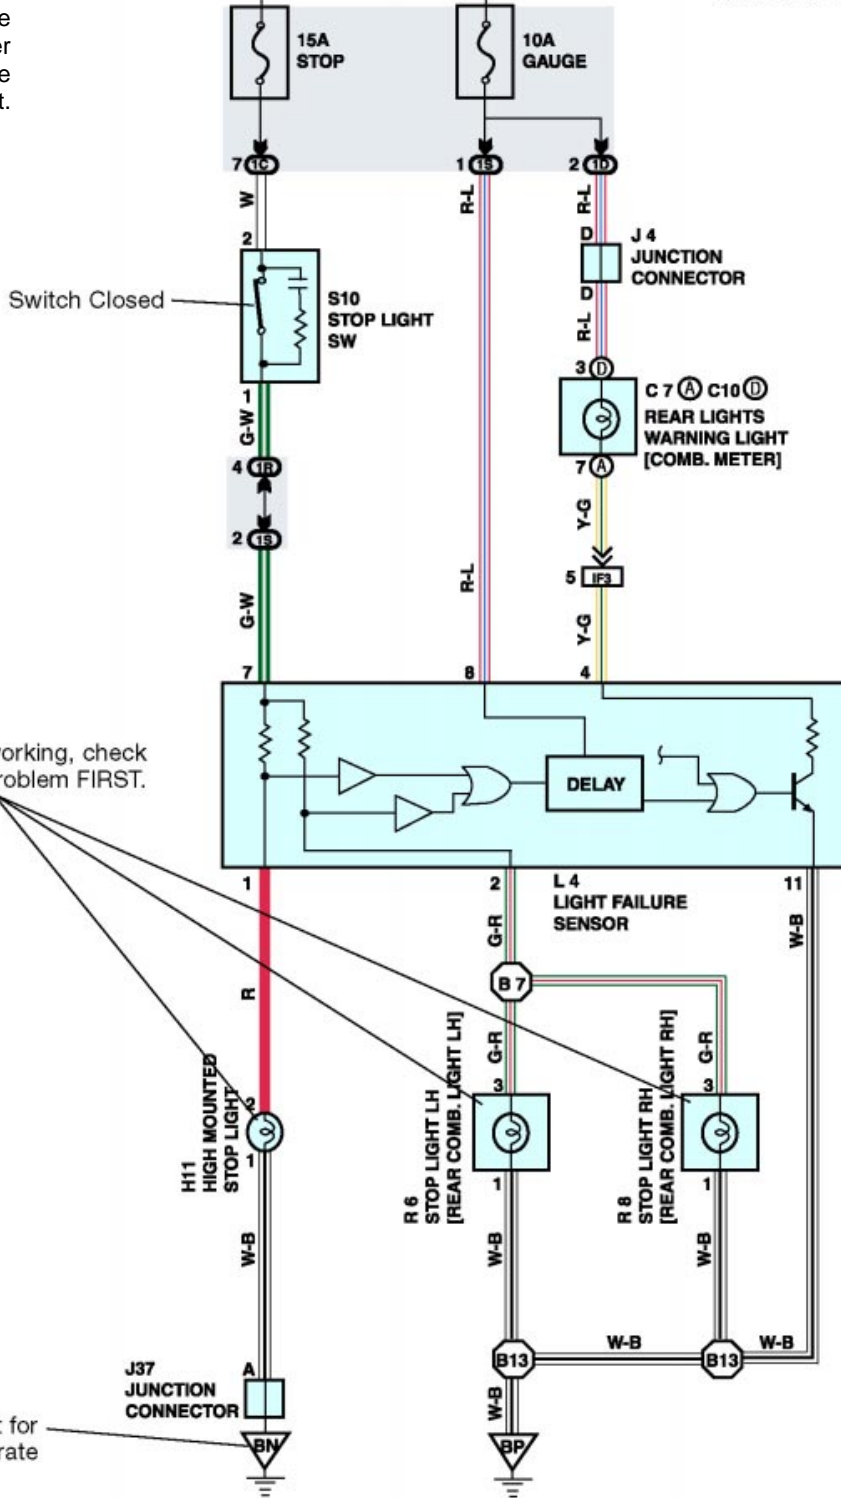 e
er
e
t.
15A
STOP
10A
GAUGE
7 1C
1 1S
2 1D
W
R-L
R-L
2
D
J 4
JUNCTION
CONNECTOR
D
Switch Closed
S10
STOP LIGHT
SW
R-L
3 D
C 7 A C10 D
REAR LIGHTS
WARNING LIGHT
[COMB. METER]
1
G-W
4 1R
7 A
Y-G
2 1S
5 IF3
G-W
R-L
Y-G
7
8
4
orking, check
roblem FIRST.
DELAY
1
2
L 4
LIGHT FAILURE
SENSOR
11
G-R
W-B
R
B 7
G-R
G-R
2
3
3
H11
HIGH MOUNTED
STOP LIGHT
1
R 6
STOP LIGHT LH
[REAR COMB. LIGHT LH]
1
R 8
STOP LIGHT RH
[REAR COMB. LIGHT RH]
1
W-B
W-B
W-B
W-B
W-B
B13
B13
J37
JUNCTION
CONNECTOR
A
W-B
t for
rate
BN
BP